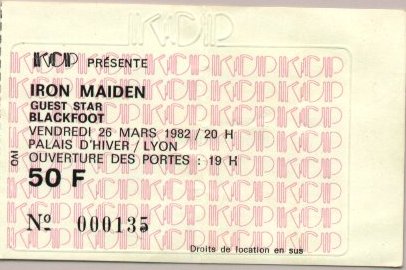 KCP
KCP PRÉSENTE
IRON MAIDEN
GUEST STAR
BLACKFOOT
VENDREDI 26 MARS 1982 / 20 H
PALAIS D'HIVER / LYON
OUVERTURE DES PORTES : 19 H
50 F
Nº 000135
Droits de location en sus